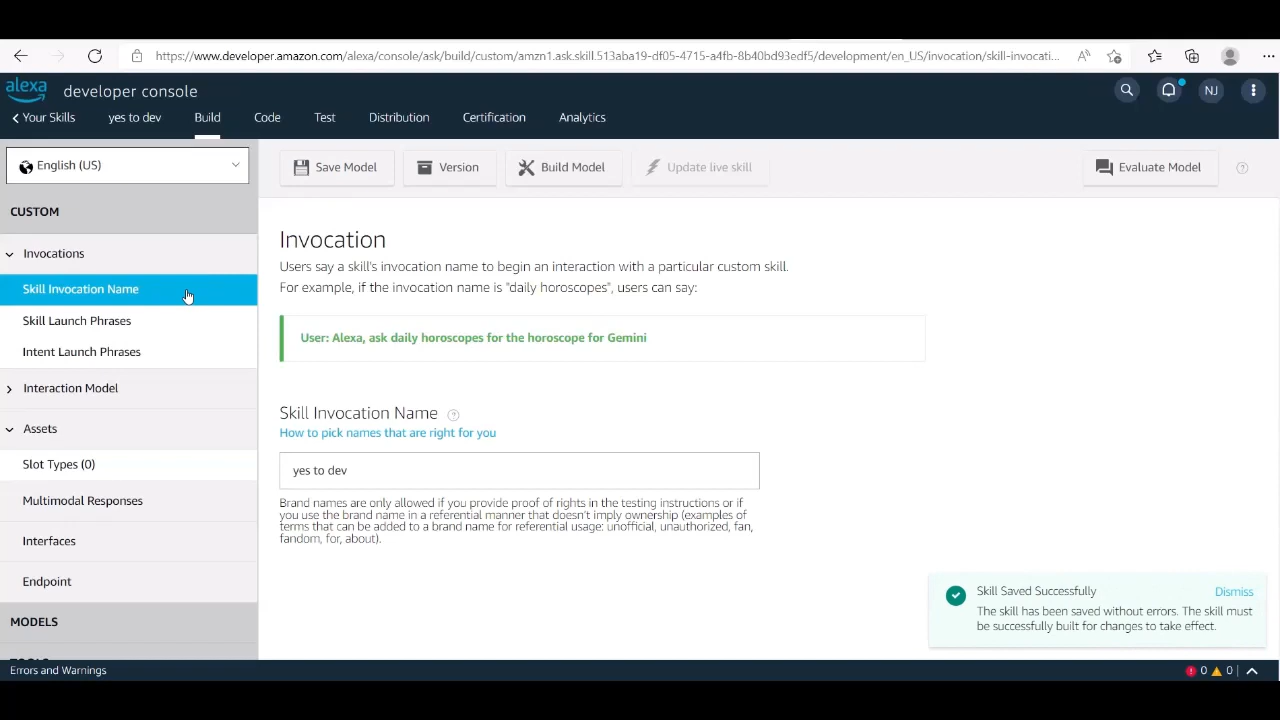 https://www.developer.amazon.com/alexa/console/ask/build/custom/amzn1.ask.skill.513aba19-df05-4715-a4fb-8b40bd93edf5/development/en_US/invocation/skill-invocati...
alexa developer console
NJ
Your Skills yes to dev Build Code Test Distribution Certification Analytics
English (US)
Save Model Version Build Model Update live skill Evaluate Model
CUSTOM
Invocations
Skill Invocation Name
Skill Launch Phrases
Intent Launch Phrases
Interaction Model
Assets
Slot Types (0)
Multimodal Responses
Interfaces
Endpoint
MODELS
Invocation
Users say a skill's invocation name to begin an interaction with a particular custom skill.
For example, if the invocation name is "daily horoscopes", users can say:
User: Alexa, ask daily horoscopes for the horoscope for Gemini
Skill Invocation Name
How to pick names that are right for you
yes to dev
Brand names are only allowed if you provide proof of rights in the testing instructions or if
you use the brand name in a referential manner that doesn't imply ownership (examples of
terms that can be added to a brand name for referential usage: unofficial, unauthorized, fan,
fandom, for, about).
Skill Saved Successfully Dismiss
The skill has been saved without errors. The skill must
be successfully built for changes to take effect.
Errors and Warnings 0 0